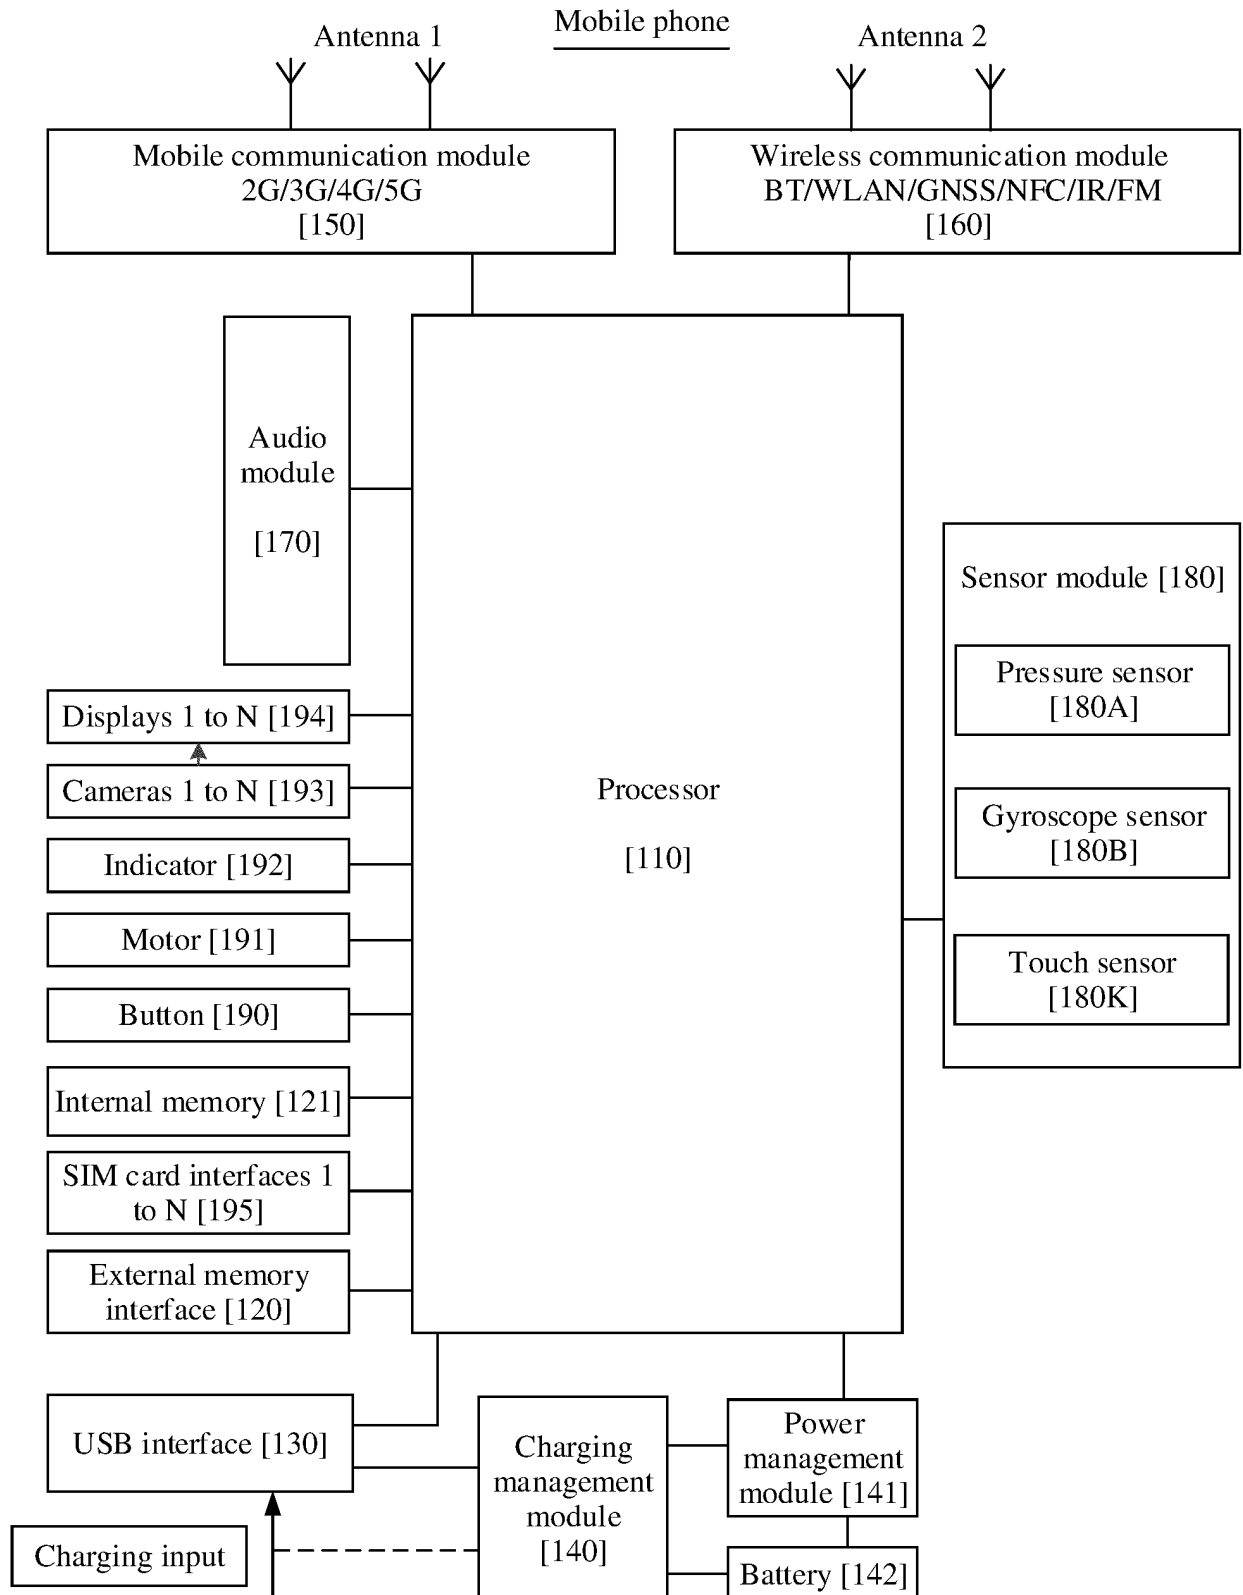 Mobile phone
Antenna 1
Antenna 2
Mobile communication module
2G/3G/4G/5G
[150]
Wireless communication module
BT/WLAN/GNSS/NFC/IR/FM
[160]
Audio
module
[170]
Displays 1 to N [194]
Cameras 1 to N [193]
Indicator [192]
Motor [191]
Button [190]
Internal memory [121]
SIM card interfaces 1
to N [195]
External memory
interface [120]
Processor
[110]
Sensor module [180]
Pressure sensor
[180A]
Gyroscope sensor
[180B]
Touch sensor
[180K]
USB interface [130]
Charging
management
module
[140]
Power
management
module [141]
Charging input
Battery [142]